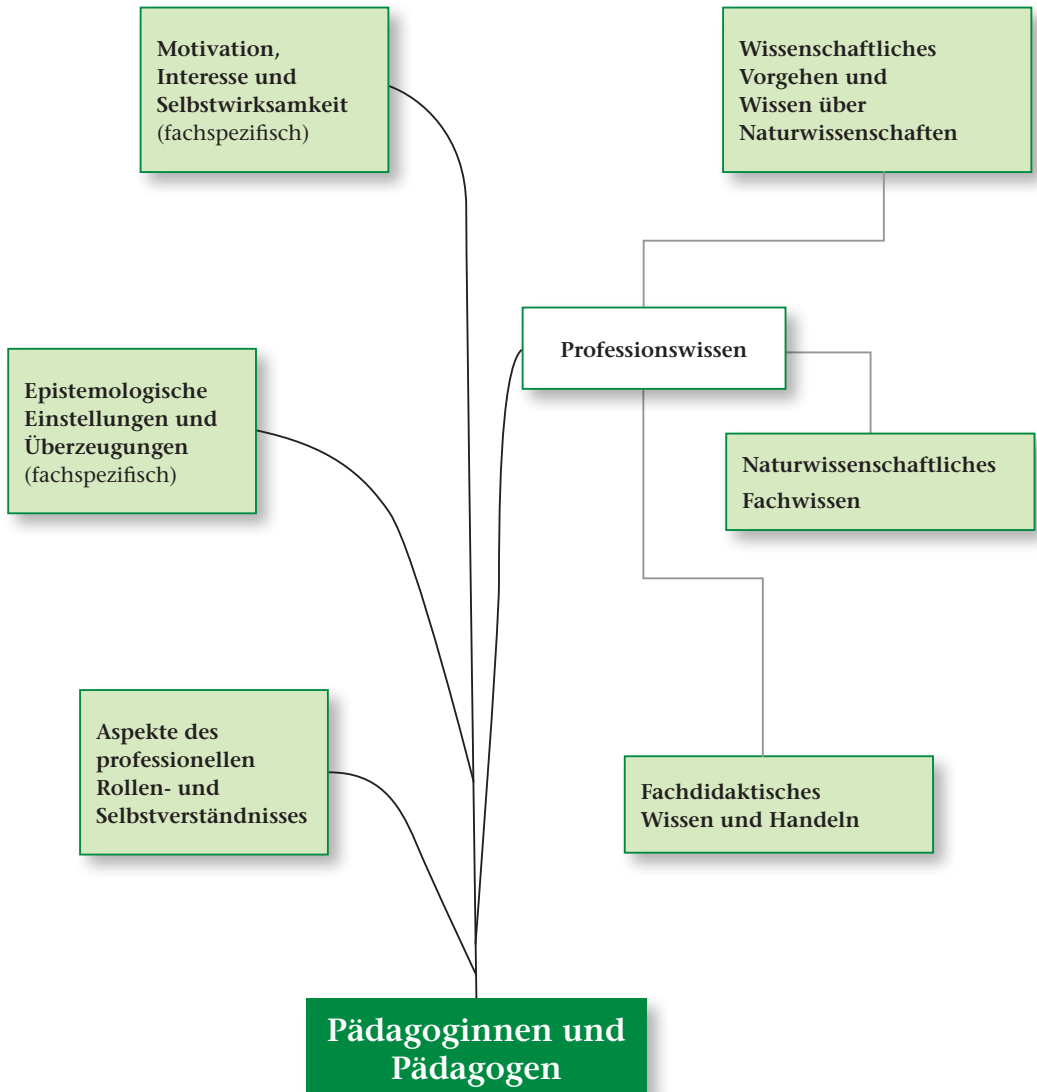 Motivation,
Interesse und
Selbstwirksamkeit
(fachspezifisch)
Wissenschaftliches
Vorgehen und
Wissen über
Naturwissenschaften
Professionswissen
Epistemologische
Einstellungen und
Überzeugungen
(fachspezifisch)
Naturwissenschaftliches
Fachwissen
Aspekte des
professionellen
Rollen- und
Selbstverständnisses
Fachdidaktisches
Wissen und Handeln
Pädagoginnen und
Pädagogen